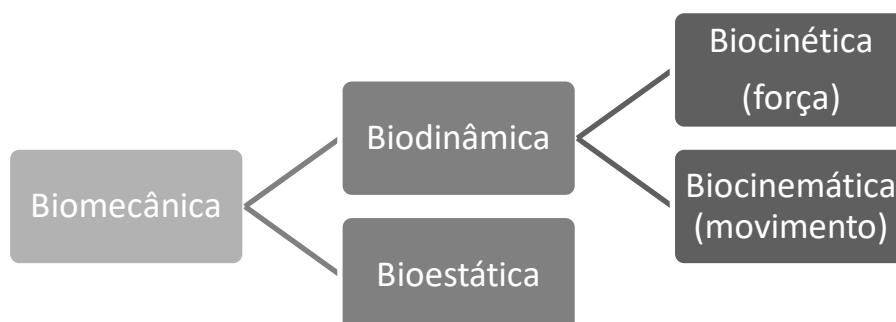 Biomecânica
Biodinâmica
Bioestática
Biocinética
(força)
Biocinemática
(movimento)